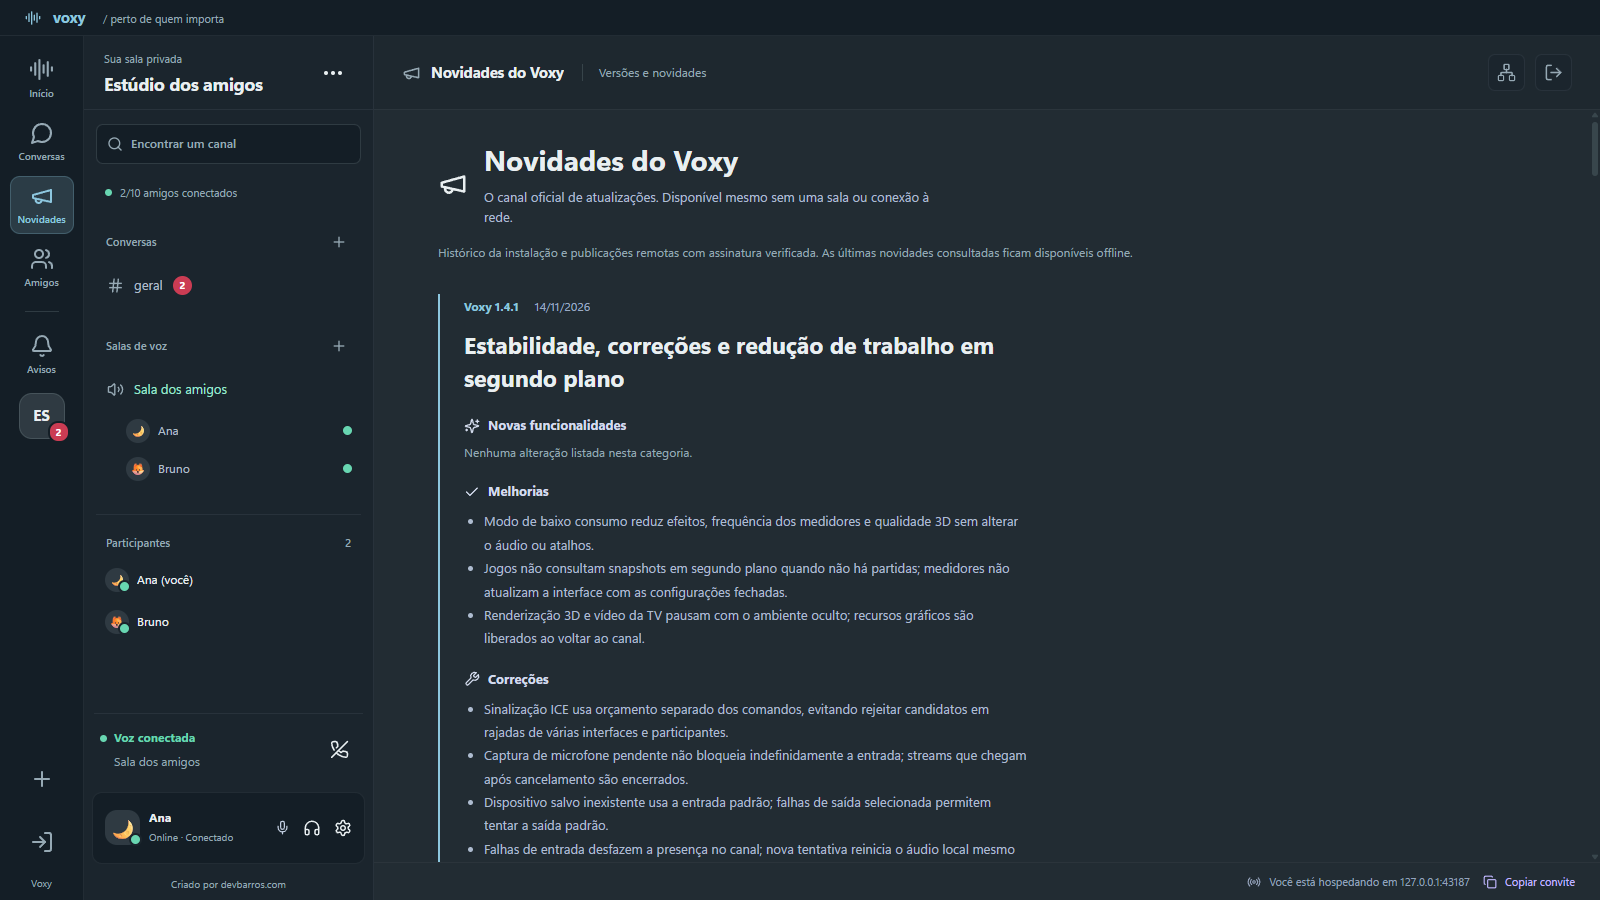 voxy / perto de quem importa
Início
Conversas
Novidades
Amigos
Avisos
ES
2
Voxy
Sua sala privada
Estúdio dos amigos
Encontrar um canal
2/10 amigos conectados
Conversas
geral 2
Salas de voz
Sala dos amigos
Ana
Bruno
Participantes 2
Ana (você)
Bruno
Voz conectada
Sala dos amigos
Ana
Online · Conectado
Criado por devbarros.com
Novidades do Voxy Versões e novidades
Novidades do Voxy
O canal oficial de atualizações. Disponível mesmo sem uma sala ou conexão à
rede.
Histórico da instalação e publicações remotas com assinatura verificada. As últimas novidades consultadas ficam disponíveis offline.
Voxy 1.4.1 14/11/2026
Estabilidade, correções e redução de trabalho em
segundo plano
Novas funcionalidades
Nenhuma alteração listada nesta categoria.
Melhorias
Modo de baixo consumo reduz efeitos, frequência dos medidores e qualidade 3D sem alterar
o áudio ou atalhos.
Jogos não consultam snapshots em segundo plano quando não há partidas; medidores não
atualizam a interface com as configurações fechadas.
Renderização 3D e vídeo da TV pausam com o ambiente oculto; recursos gráficos são
liberados ao voltar ao canal.
Correções
Sinalização ICE usa orçamento separado dos comandos, evitando rejeitar candidatos em
rajadas de várias interfaces e participantes.
Captura de microfone pendente não bloqueia indefinidamente a entrada; streams que chegam
após cancelamento são encerrados.
Dispositivo salvo inexistente usa a entrada padrão; falhas de saída selecionada permitem
tentar a saída padrão.
Falhas de entrada desfazem a presença no canal; nova tentativa reinicia o áudio local mesmo
Você está hospedando em 127.0.0.1:43187 Copiar convite